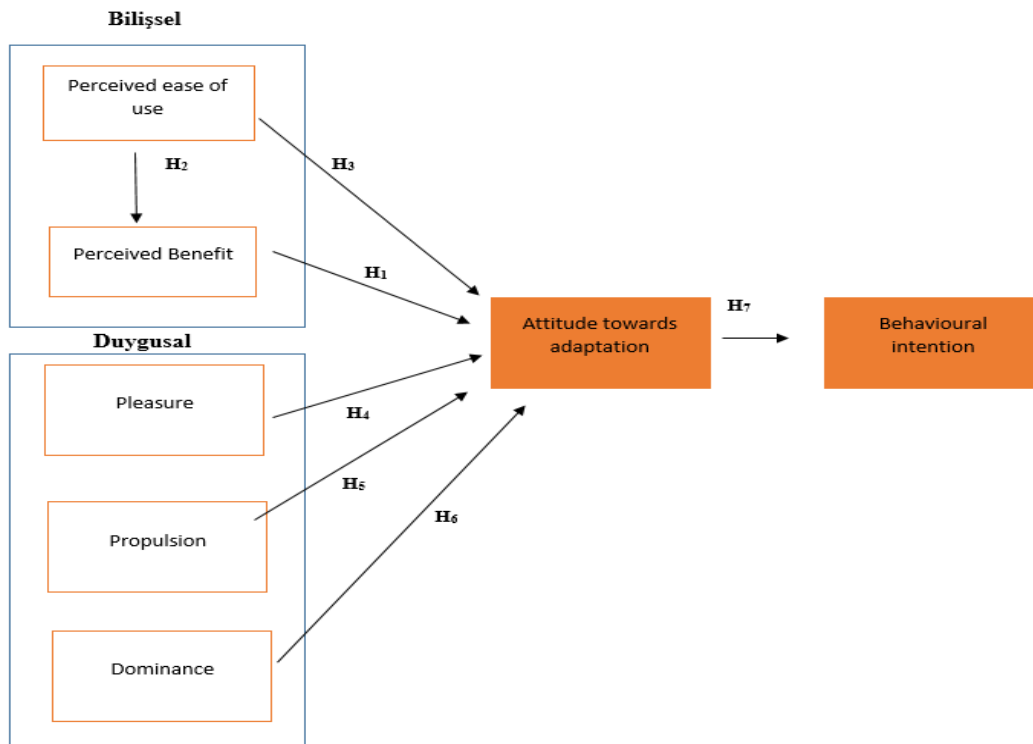 Bilişsel
Perceived ease of
use
H₂
H₃
Perceived Benefit
H₁
Attitude towards
adaptation
H₇
Behavioural
intention
Duygusal
Pleasure
H₄
H₅
Propulsion
H₆
Dominance